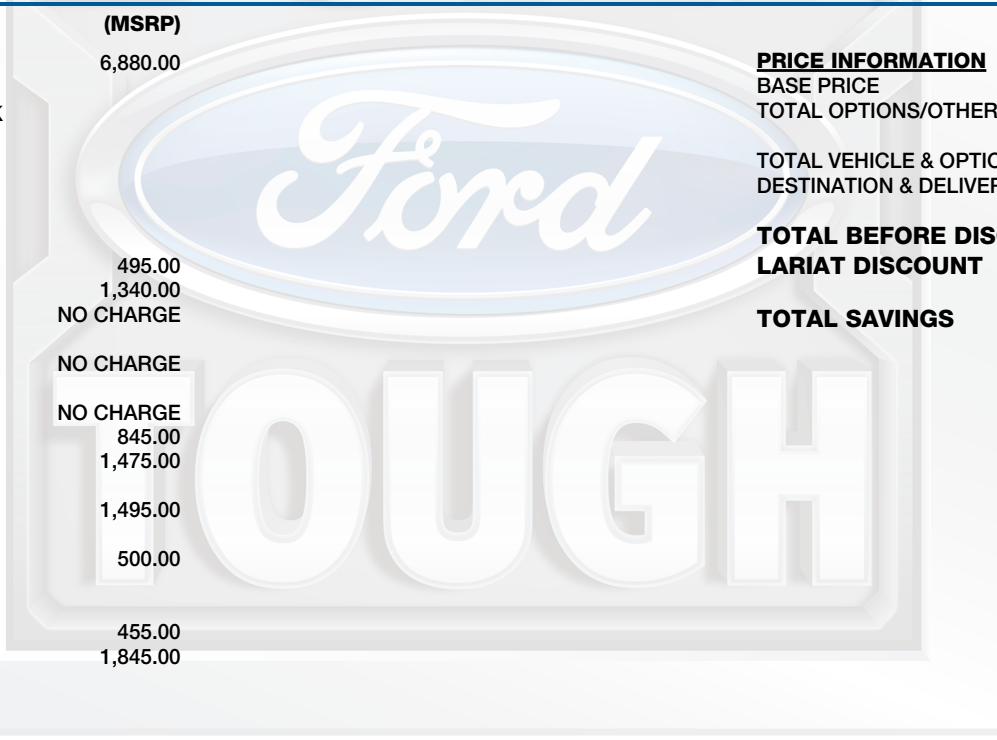 (MSRP)
6,880.00
495.00
1,340.00
NO CHARGE
NO CHARGE
NO CHARGE
845.00
1,475.00
1,495.00
500.00
455.00
1,845.00
PRICE INFORMATION
BASE PRICE
TOTAL OPTIONS/OTHER
TOTAL VEHICLE & OPTIO
DESTINATION & DELIVER
TOTAL BEFORE DISC
LARIAT DISCOUNT
TOTAL SAVINGS
Ford
TOUGH